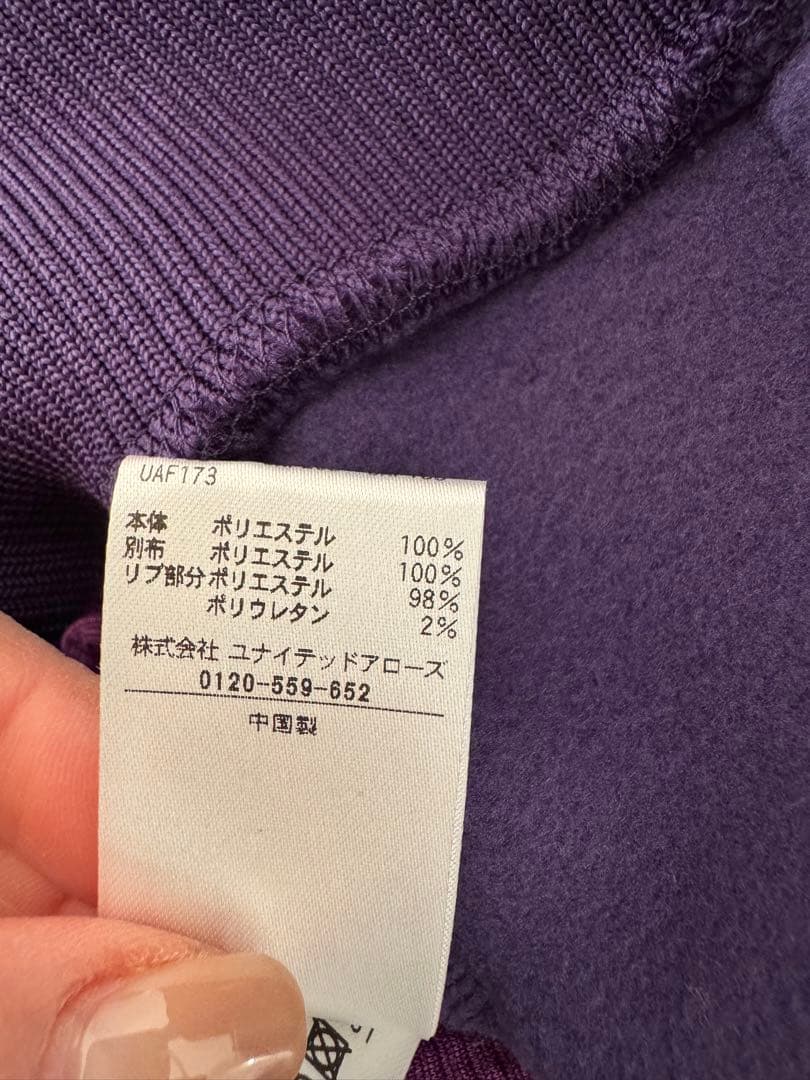 UAF173
本体 ポリエステル 100%
別布 ポリエステル 100%
リブ部分 ポリエステル 98%
ポリウレタン 2%
株式会社 ユナイテッドアローズ
0120-559-652
中国製